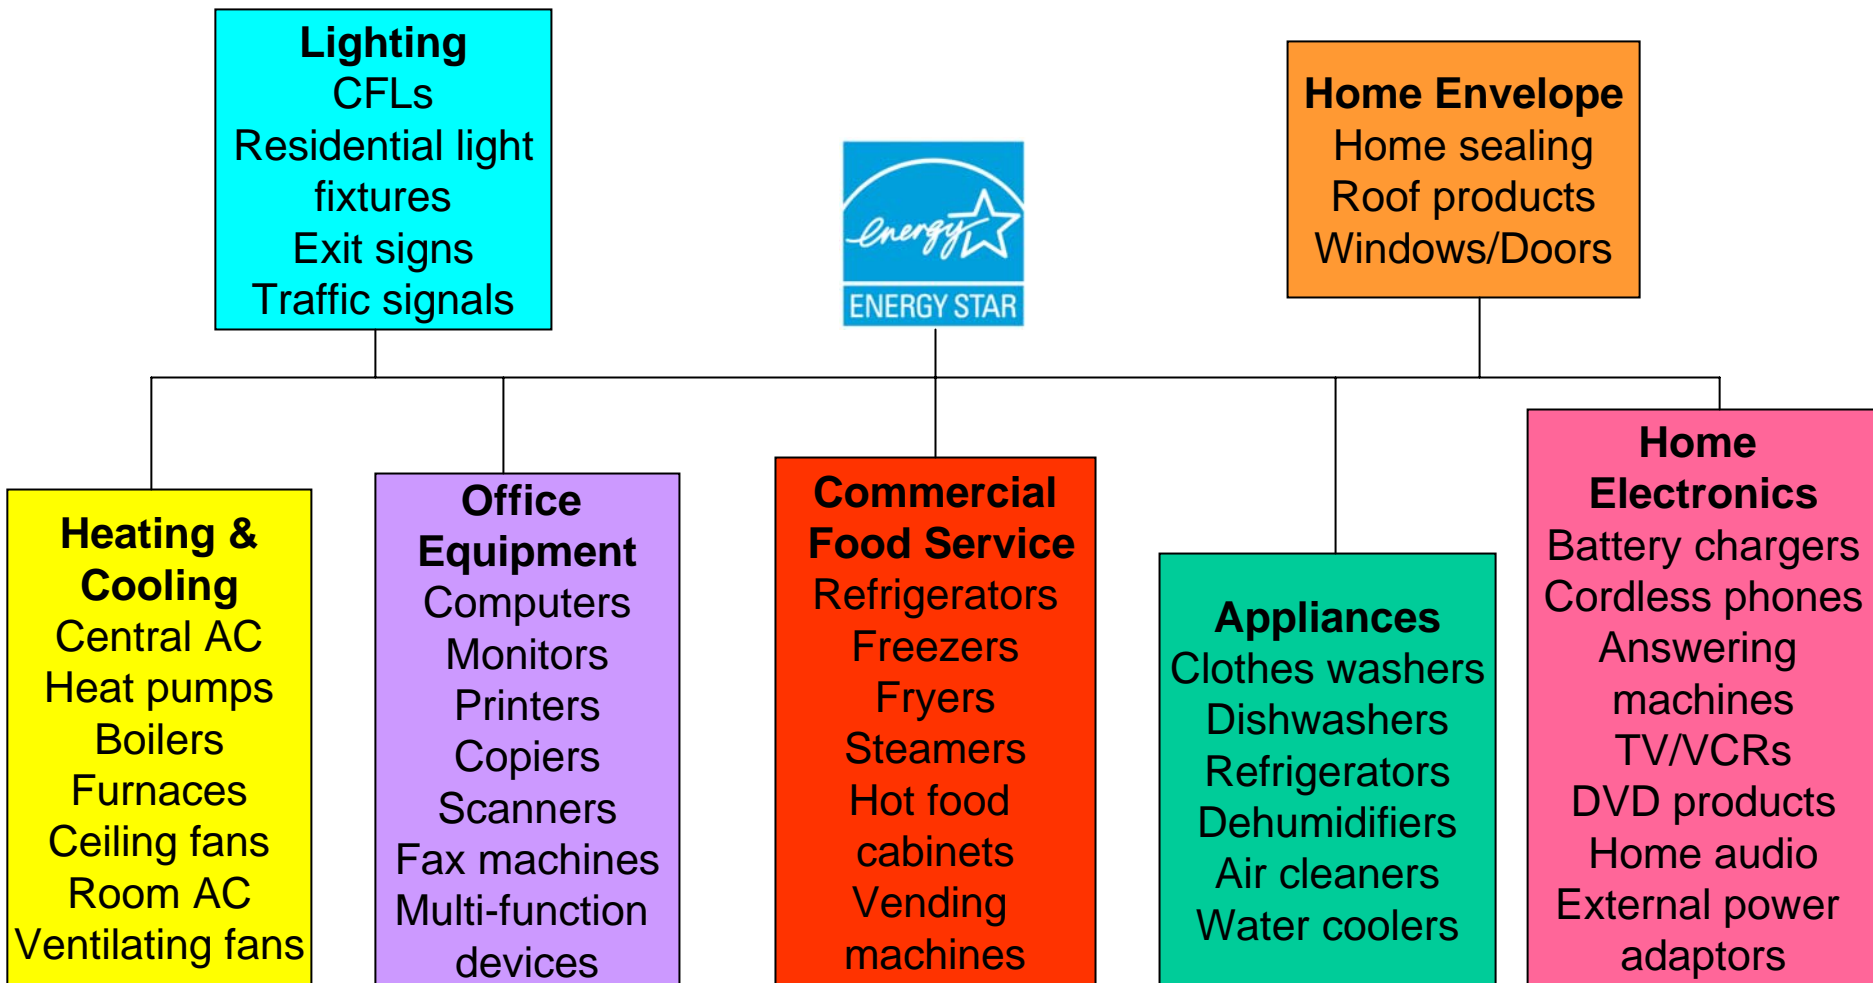 Lighting
CFLs
Residential light
fixtures
Exit signs
Traffic signals
energy
ENERGY STAR
Home Envelope
Home sealing
Roof products
Windows/Doors
Heating &
Cooling
Central AC
Heat pumps
Boilers
Furnaces
Ceiling fans
Room AC
Ventilating fans
Office
Equipment
Computers
Monitors
Printers
Copiers
Scanners
Fax machines
Multi-function
devices
Commercial
Food Service
Refrigerators
Freezers
Fryers
Steamers
Hot food
cabinets
Vending
machines
Appliances
Clothes washers
Dishwashers
Refrigerators
Dehumidifiers
Air cleaners
Water coolers
Home
Electronics
Battery chargers
Cordless phones
Answering
machines
TV/VCRs
DVD products
Home audio
External power
adaptors